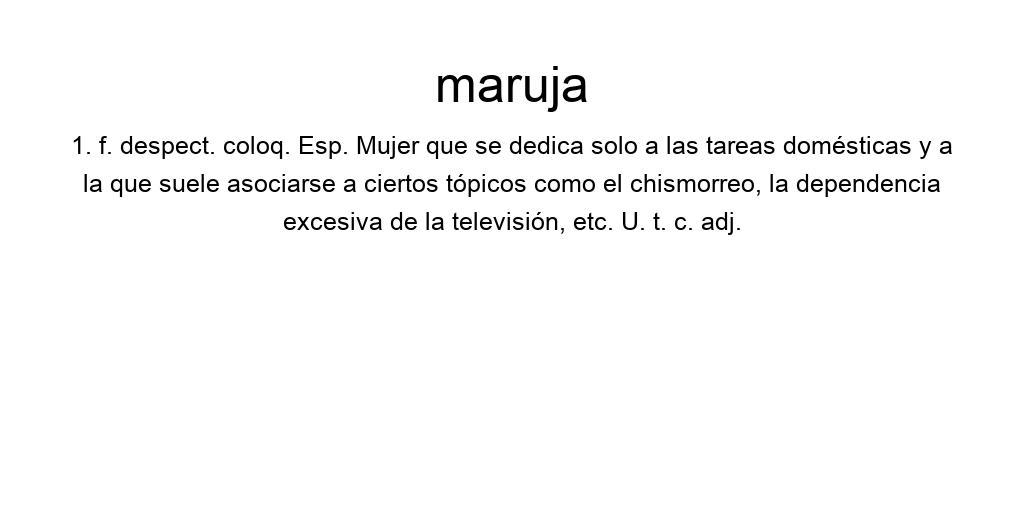 maruja
1. f. despect. coloq. Esp. Mujer que se dedica solo a las tareas domésticas y a
la que suele asociarse a ciertos tópicos como el chismorreo, la dependencia
excesiva de la televisión, etc. U. t. c. adj.